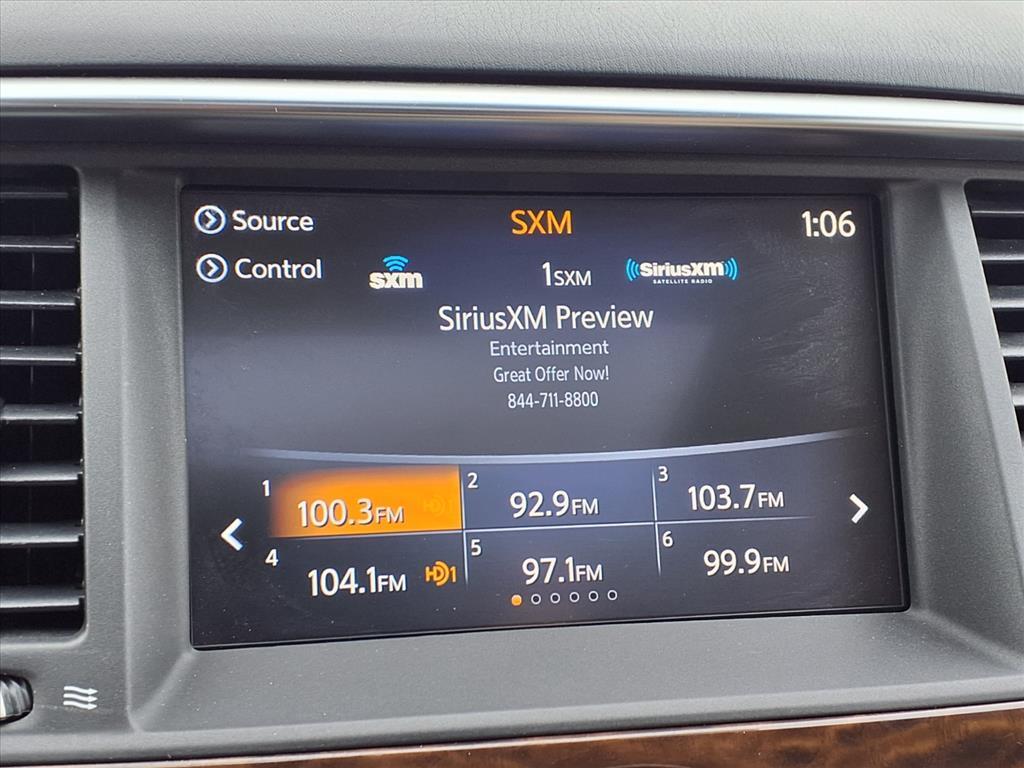 Source
SXM
1:06
Control
sxm
1SXM
SiriusXM
SATELLITE RADIO
SiriusXM Preview
Entertainment
Great Offer Now!
844-711-8800
1 100.3FM HD1
2 92.9FM
3 103.7FM
4 104.1FM HD1
5 97.1FM
6 99.9FM